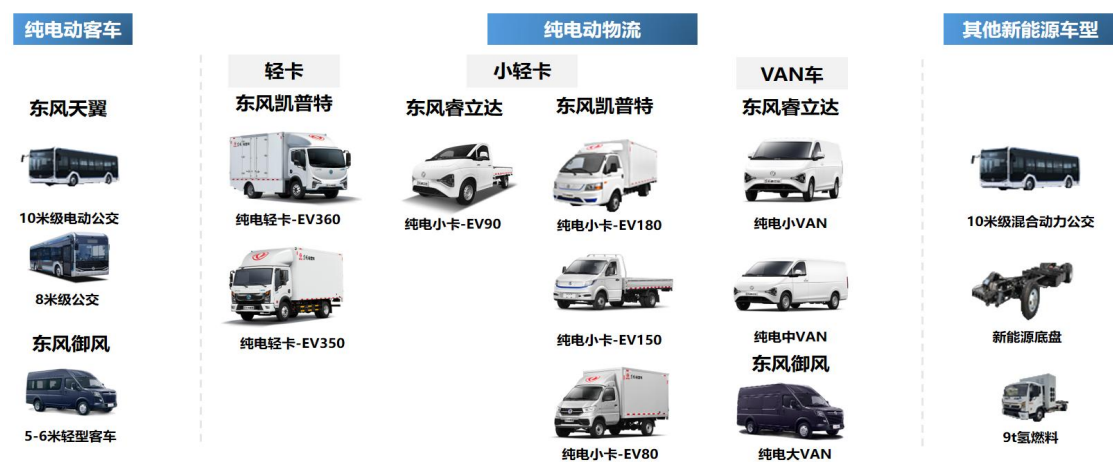 纯电动客车
纯电动物流
其他新能源车型
轻卡
小轻卡
VAN车
东风天翼
10米级电动公交
8米级公交
东风御风
5-6米轻型客车
东风凯普特
纯电轻卡-EV360
纯电轻卡-EV350
东风睿立达
纯电小卡-EV90
东风凯普特
纯电小卡-EV180
纯电小卡-EV150
纯电小卡-EV80
东风睿立达
纯电小VAN
纯电中VAN
东风御风
纯电大VAN
10米级混合动力公交
新能源底盘
9t氢燃料